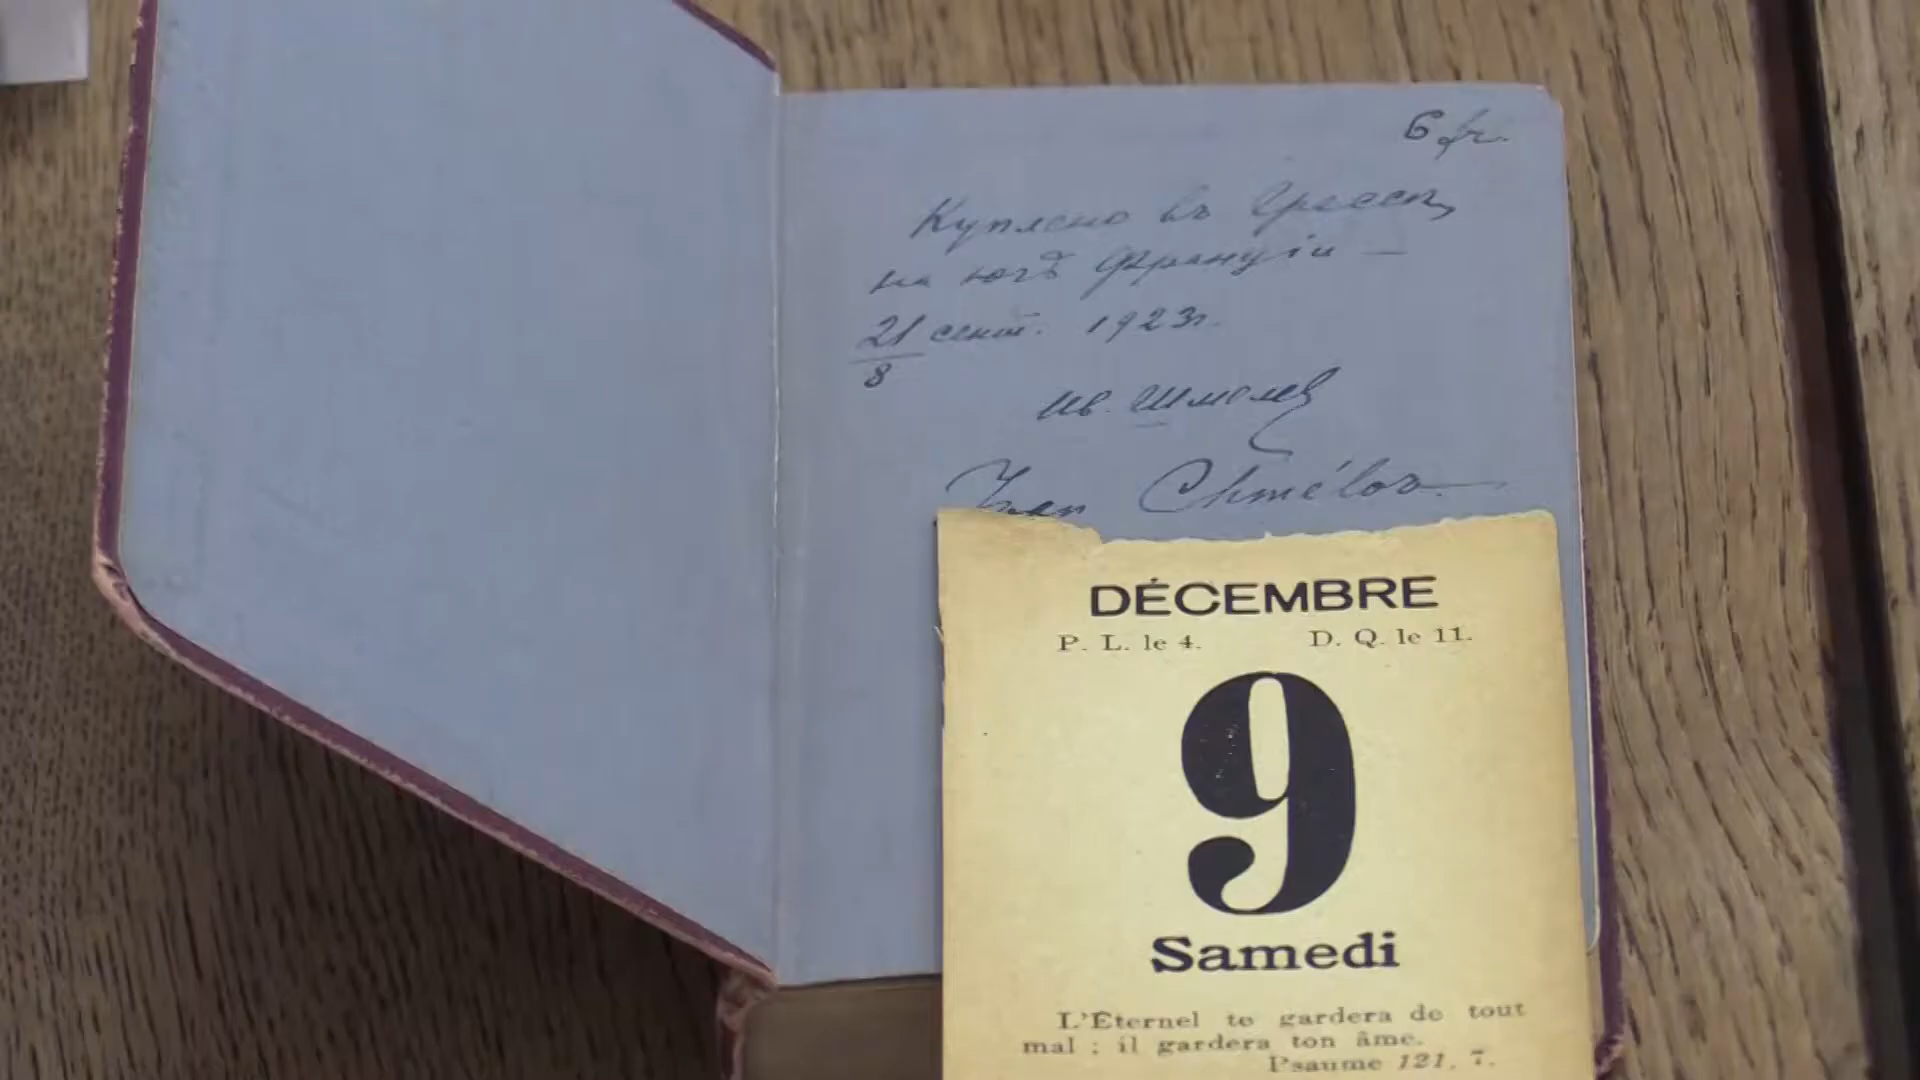 6 fr.
Куплено въ Грассѣ,
на югѣ Франціи —
21 сент. 1923 г.
8
Ив. Шмелев
Ivan Chmélov
DÉCEMBRE
P. L. le 4. D. Q. le 11.
9
Samedi
L'Éternel te gardera de tout
mal ; il gardera ton âme.
Psaume 121, 7.